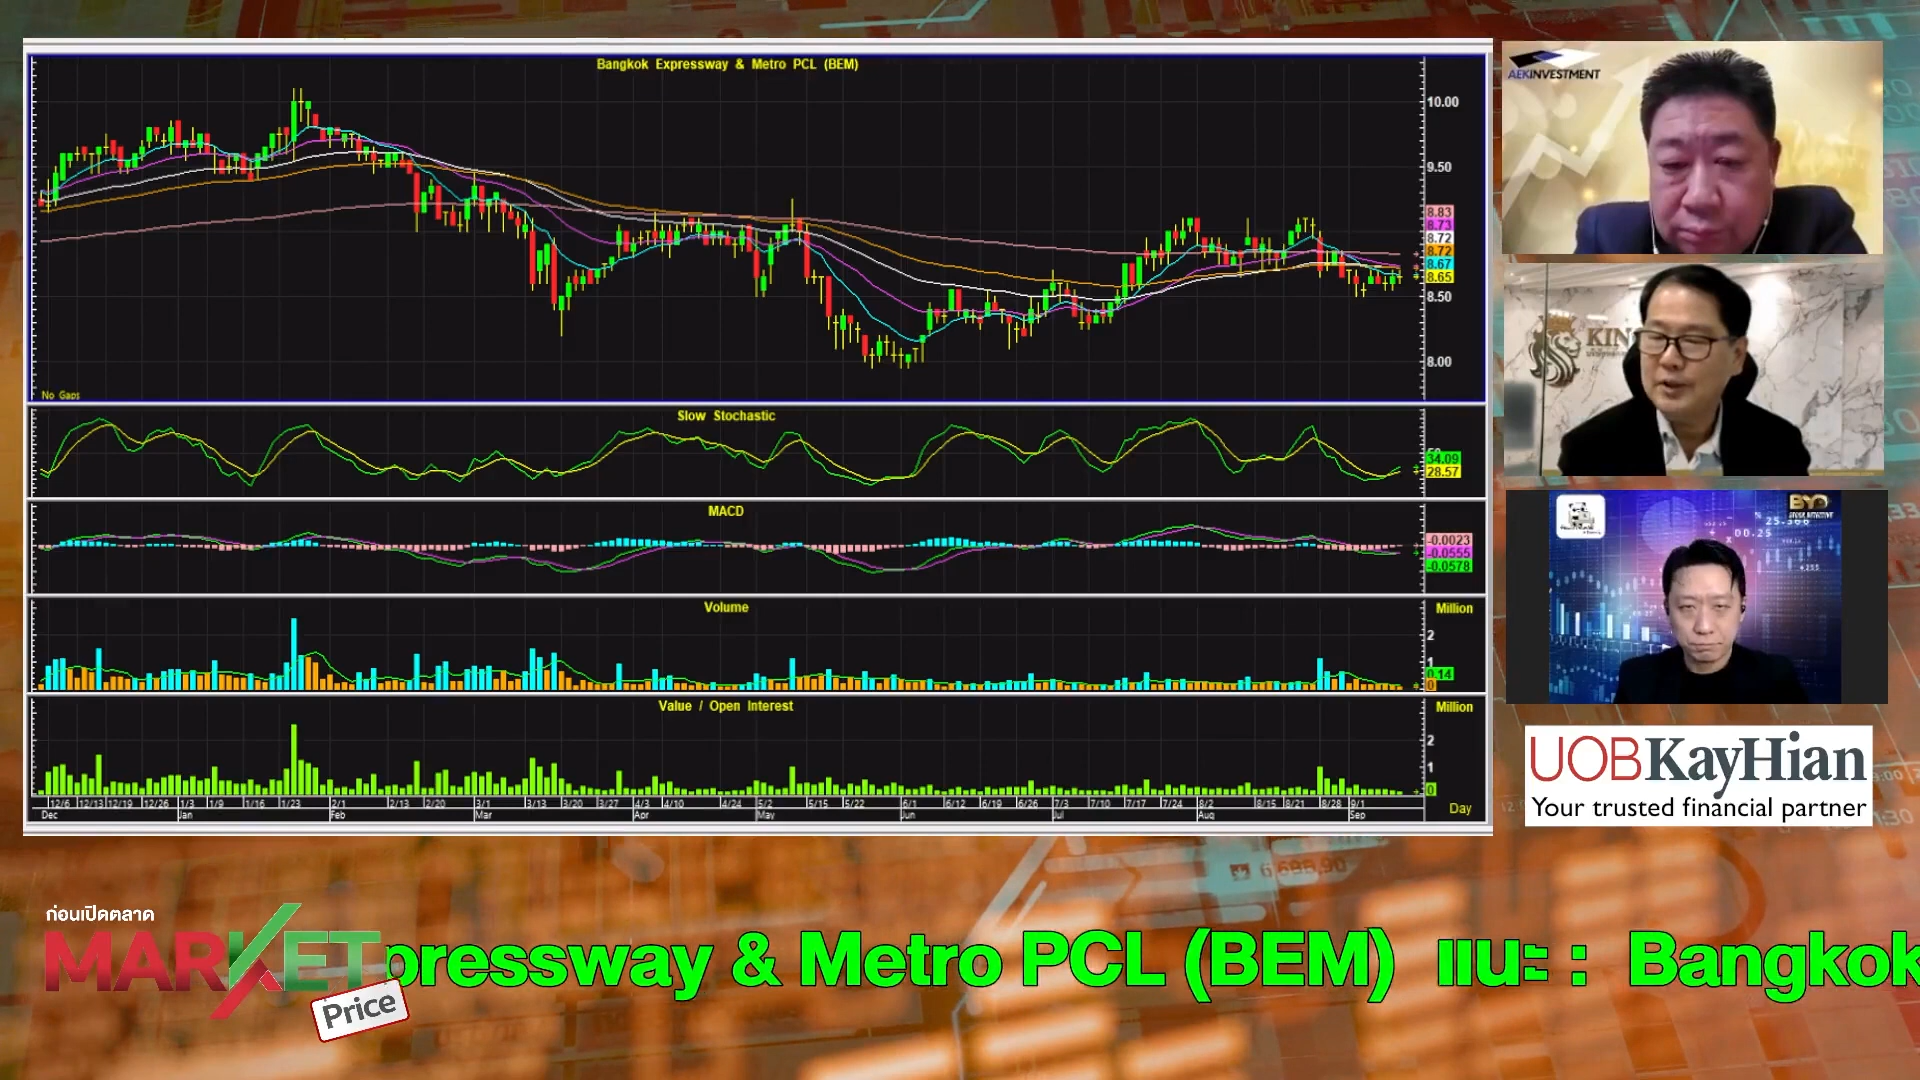 Bangkok Expressway & Metro PCL (BEM)
10.00
9.50
8.83
8.73
8.72
8.72
8.67
8.65
8.50
8.00
No Gaps
Slow Stochastic
34.09
28.57
MACD
-0.0023
-0.0555
-0.0578
Volume
Million
2
1
0.14
0
Value / Open Interest
Million
2
1
0
12/6 12/13 12/19 12/26 1/3 1/9 1/16 1/23 2/1 2/13 2/20 3/1 3/13 3/20 3/27 4/3 4/10 4/24 5/2 5/15 5/22 6/1 6/12 6/19 6/26 7/3 7/10 7/17 7/24 8/2 8/15 8/21 8/28 9/1
Dec Jan Feb Mar Apr May Jun Jul Aug Sep
Day
AEKINVESTMENT
KIN
BYD
STOCK DETECTIVE
UOBKayHian
Your trusted financial partner
ก่อนเปิดตลาด
MARKET
Price
pressway & Metro PCL (BEM) แนะ : Bangkok
6,686.90